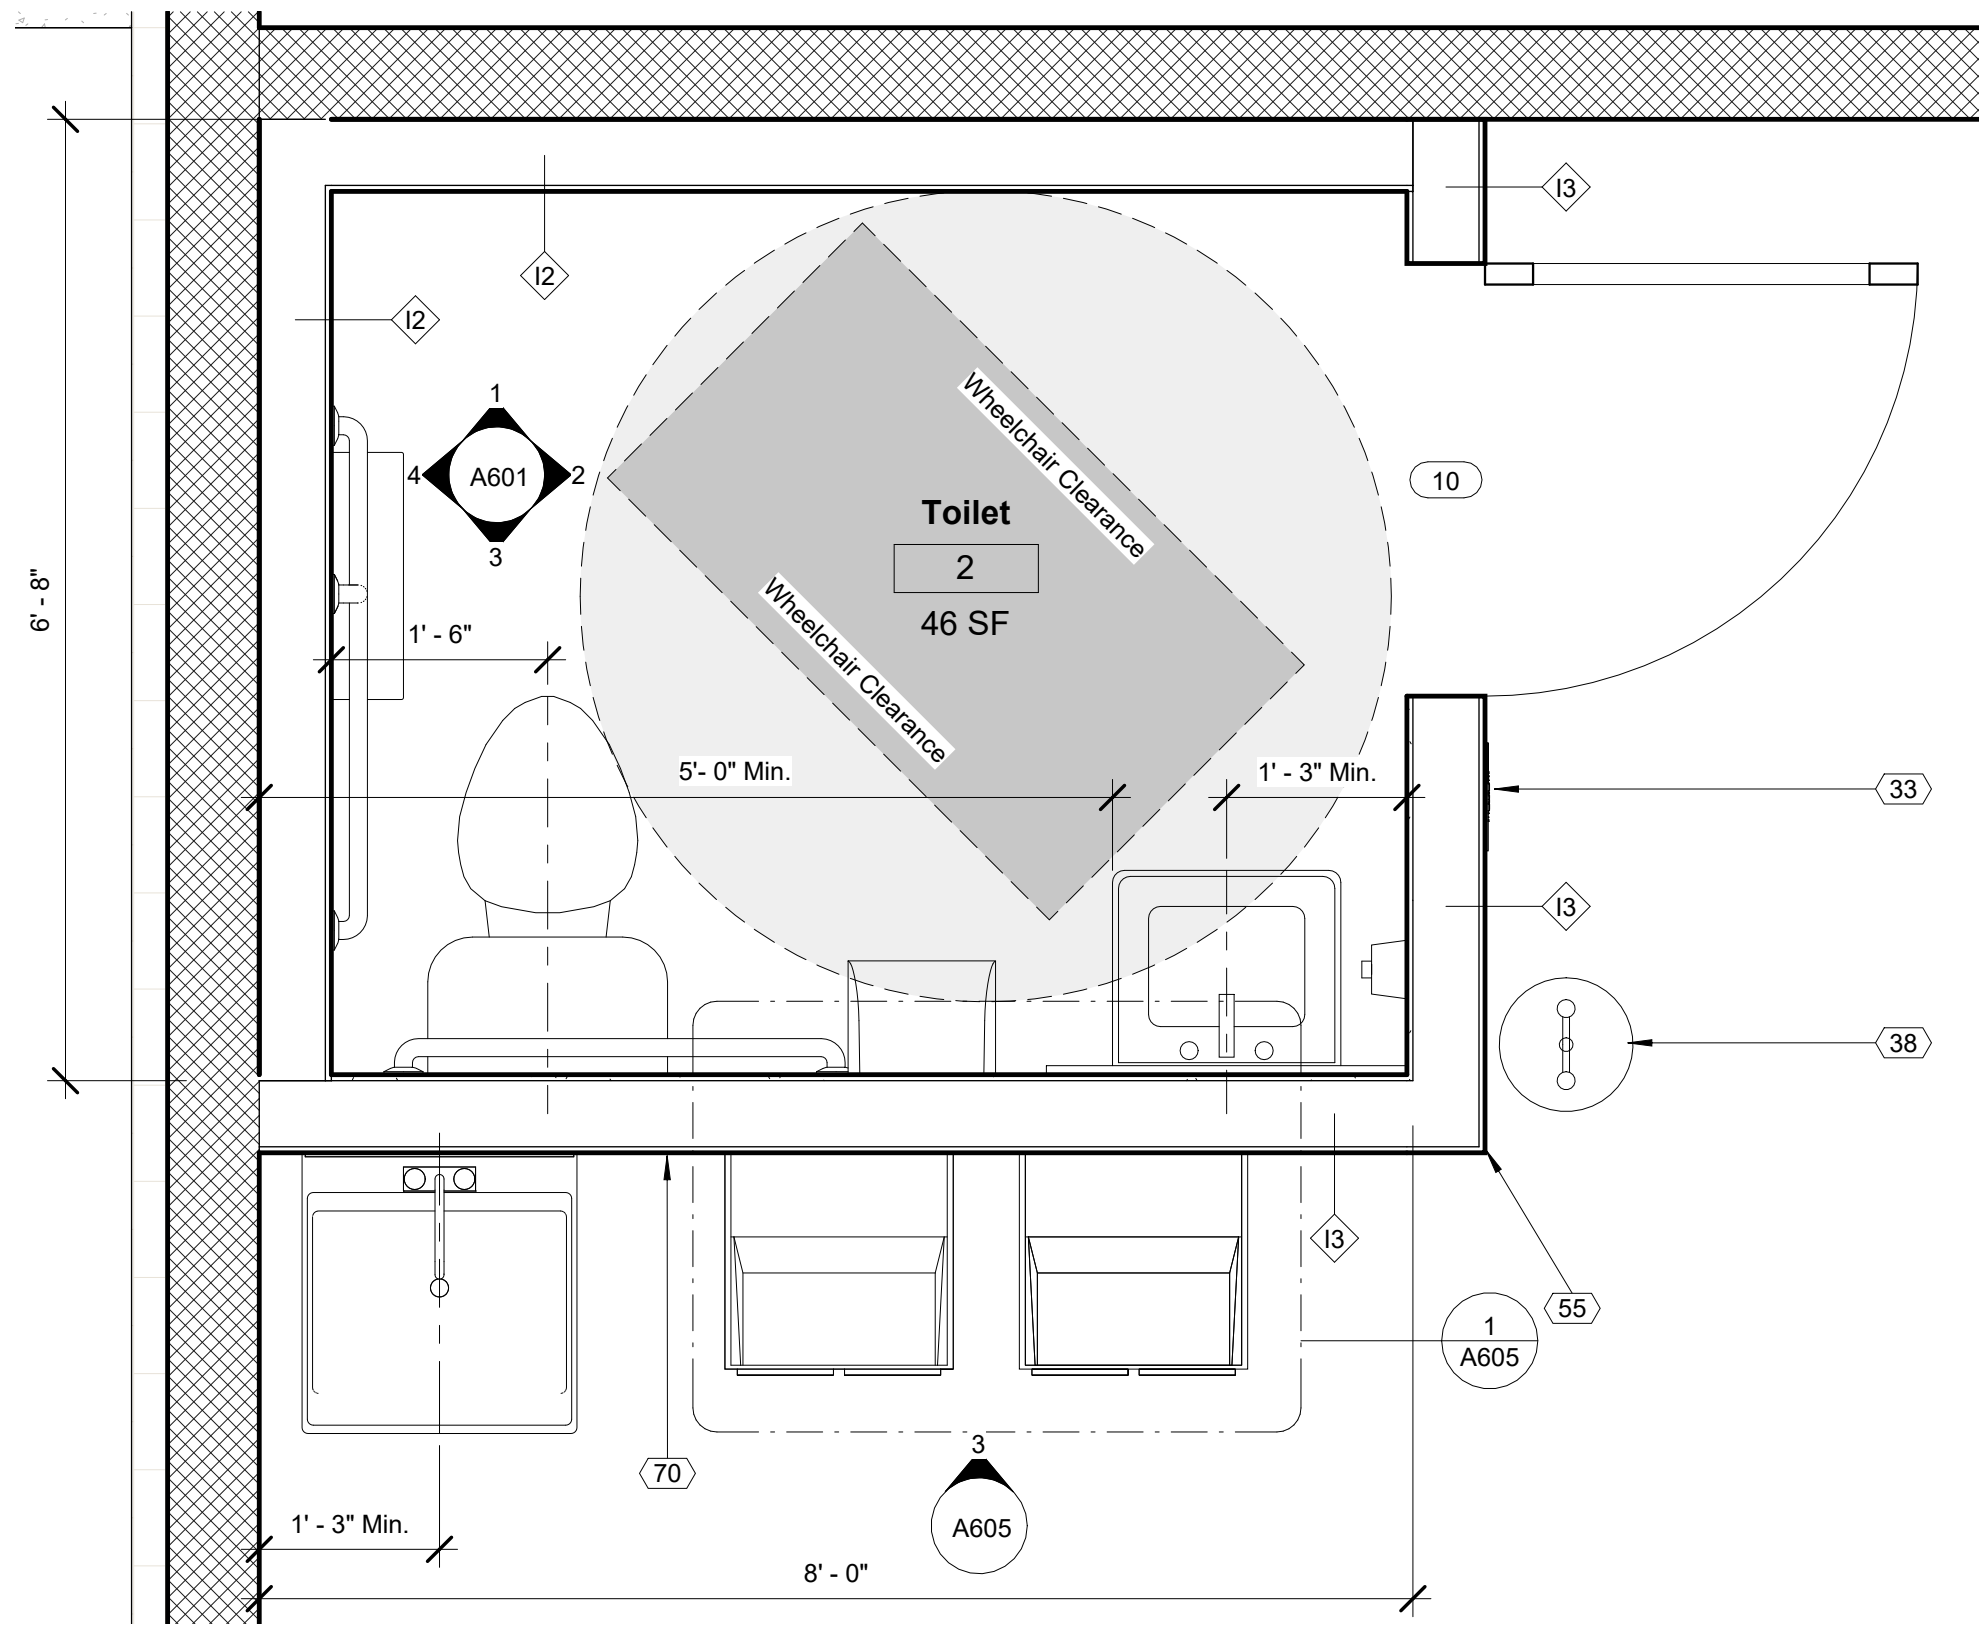 I3
I2
I2
1
4
A601
2
3
10
Wheelchair Clearance
Toilet
2
46 SF
Wheelchair Clearance
6' - 8"
1' - 6"
5'- 0" Min.
1' - 3" Min.
33
I3
38
I3
55
1
A605
3
70
A605
1' - 3" Min.
8' - 0"